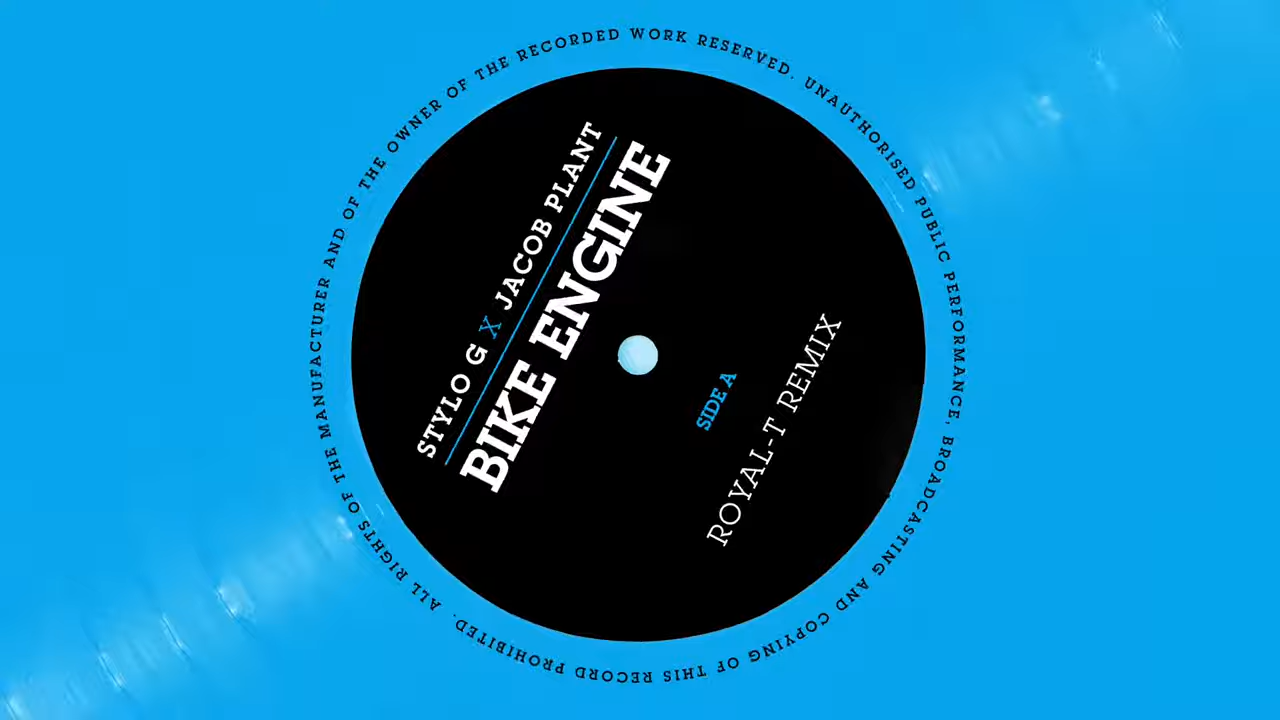 STYLO G X JACOB PLANT
BIKE ENGINE
SIDE A
ROYAL-T REMIX
ALL RIGHTS OF THE MANUFACTURER AND OF THE OWNER OF THE RECORDED WORK RESERVED. UNAUTHORISED PUBLIC PERFORMANCE, BROADCASTING AND COPYING OF THIS RECORD PROHIBITED.